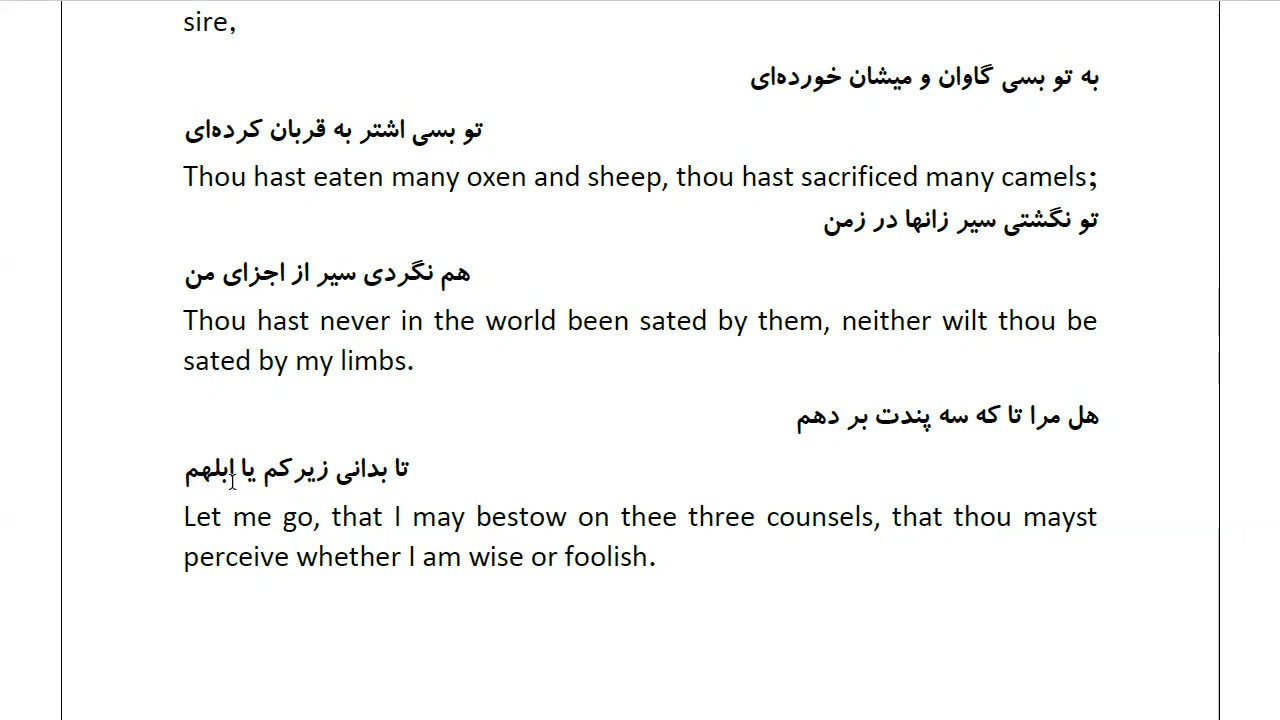 sire,
به تو بسی گاوان و میشان خورده‌ای
تو بسی اشتر به قربان کرده‌ای
Thou hast eaten many oxen and sheep, thou hast sacrificed many camels;
تو نگشتی سیر زانها در زمن
هم نگردی سیر از اجزای من
Thou hast never in the world been sated by them, neither wilt thou be
sated by my limbs.
هل مرا تا که سه پندت بر دهم
تا بدانی زیرکم یا ابلهم
Let me go, that I may bestow on thee three counsels, that thou mayst
perceive whether I am wise or foolish.